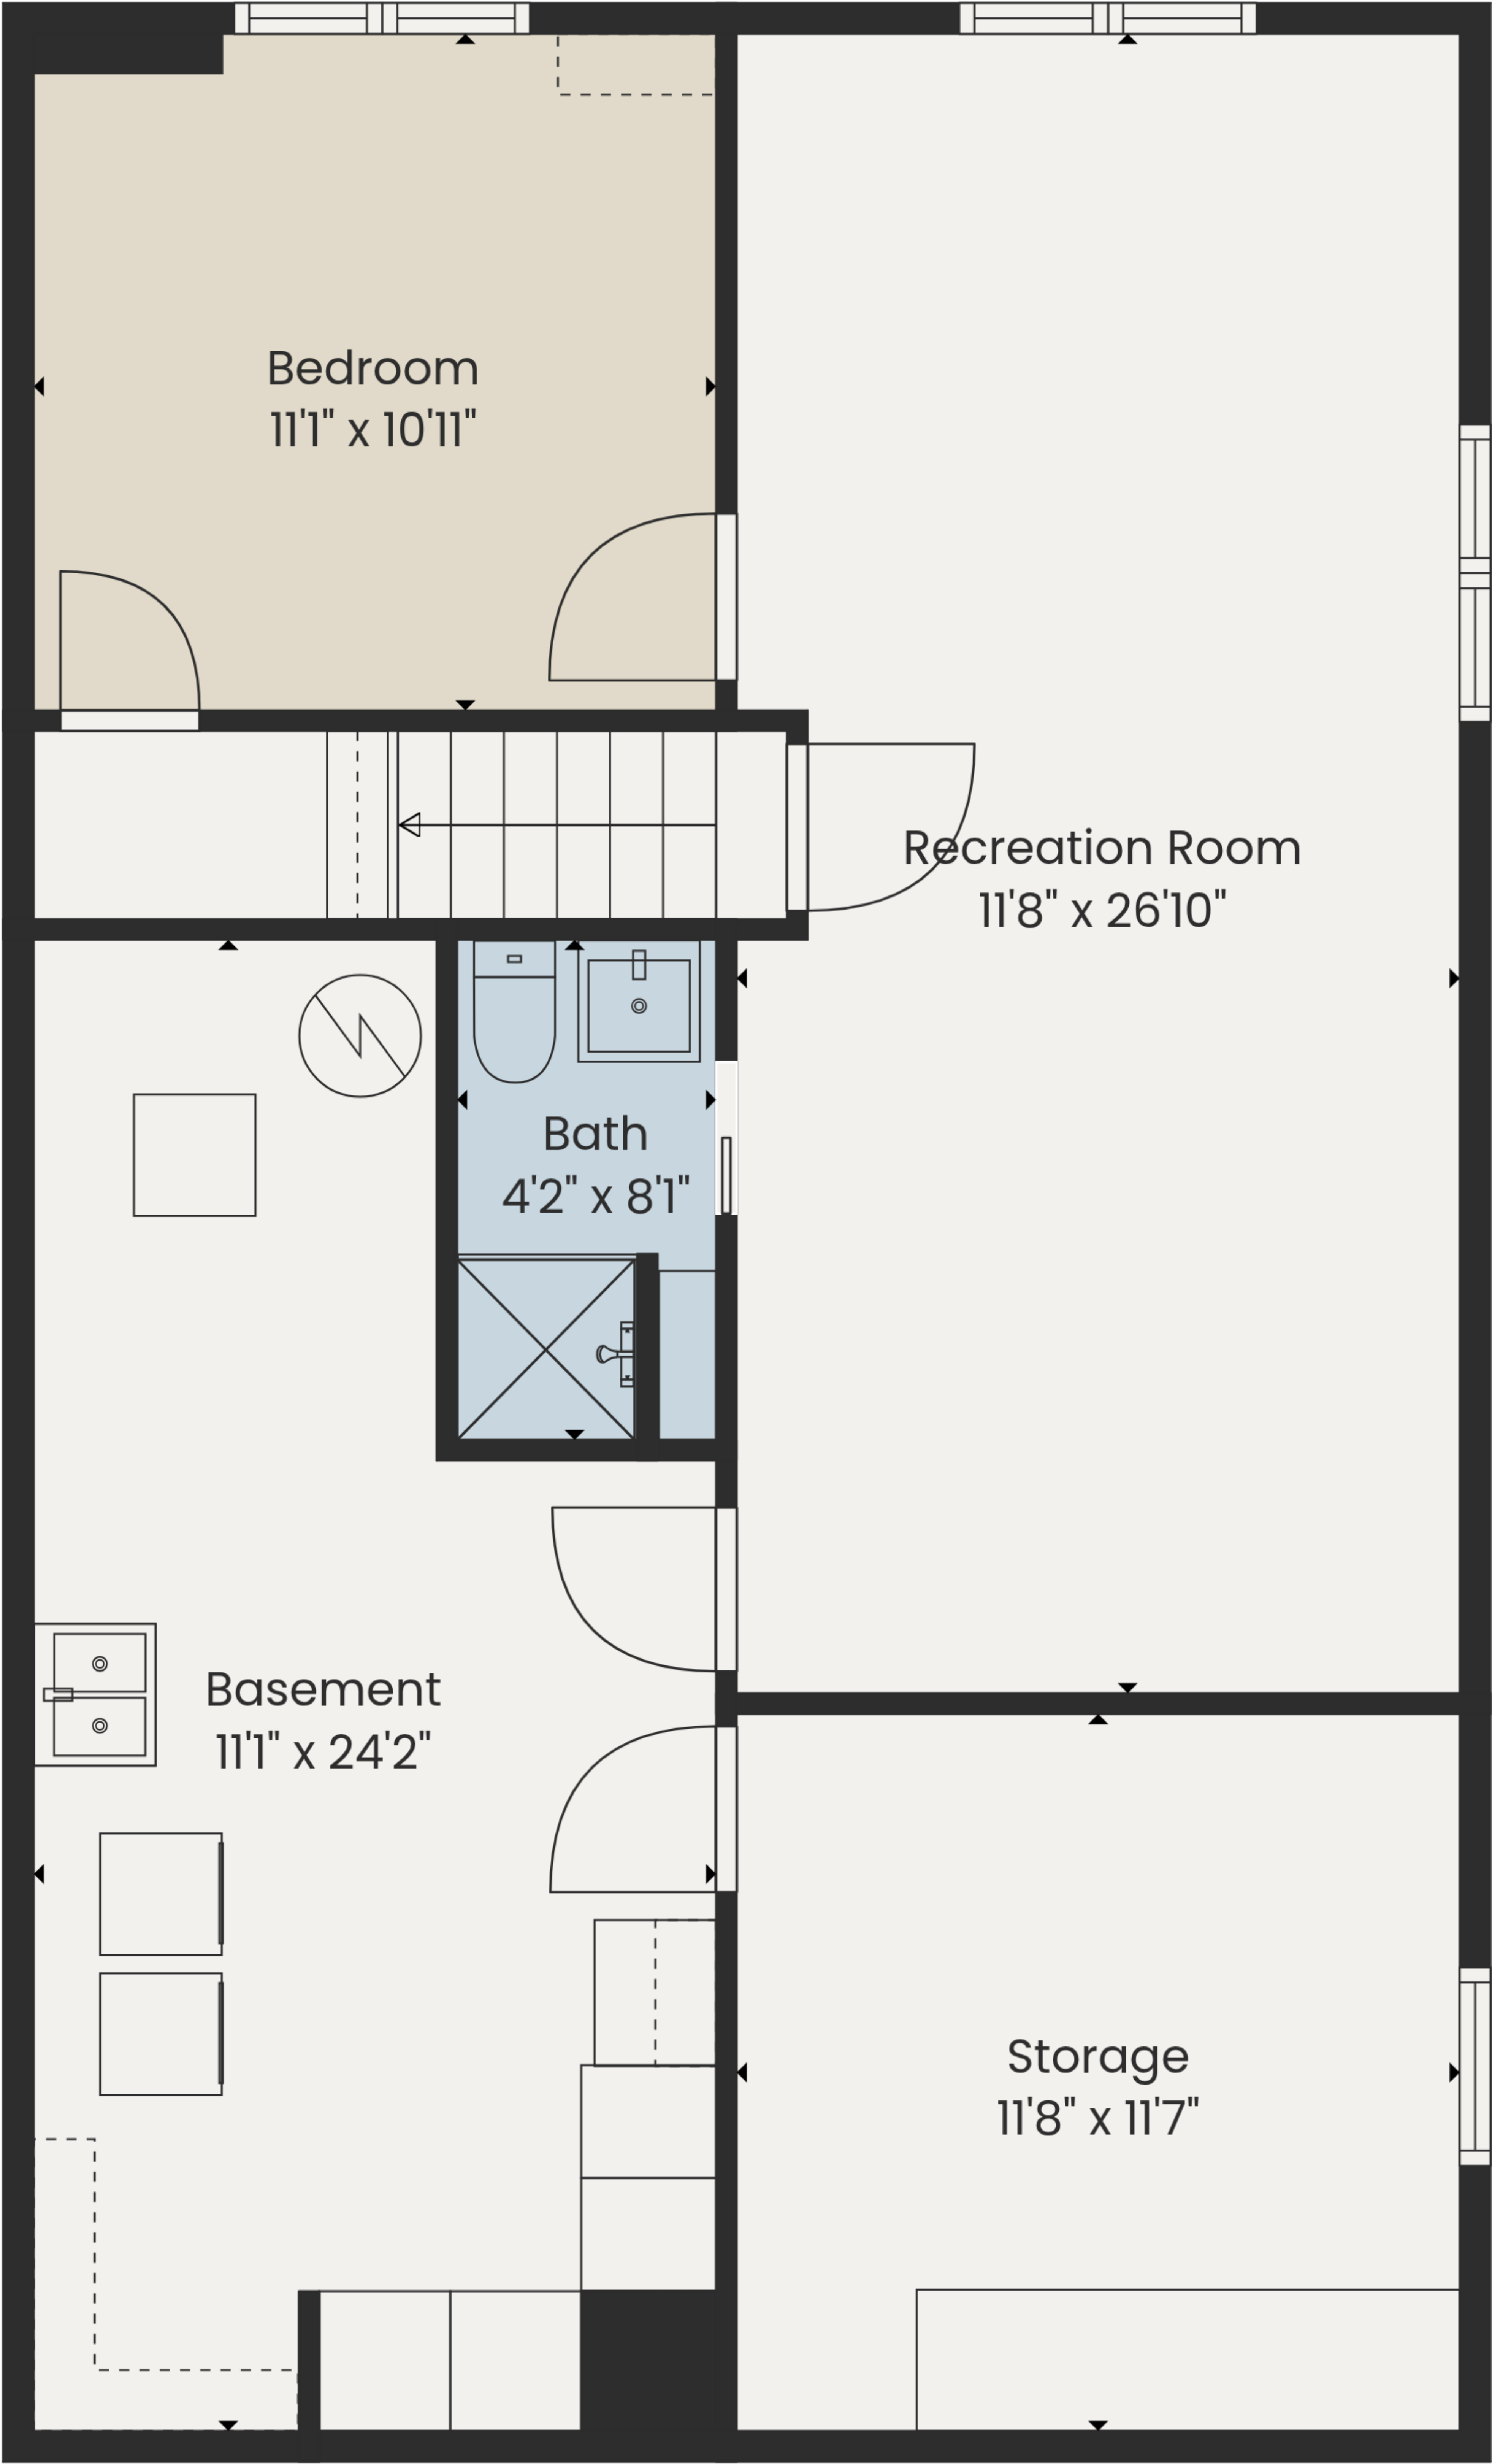 Bedroom
11'1" x 10'11"
Recreation Room
11'8" x 26'10"
Bath
4'2" x 8'1"
Basement
11'1" x 24'2"
Storage
11'8" x 11'7"